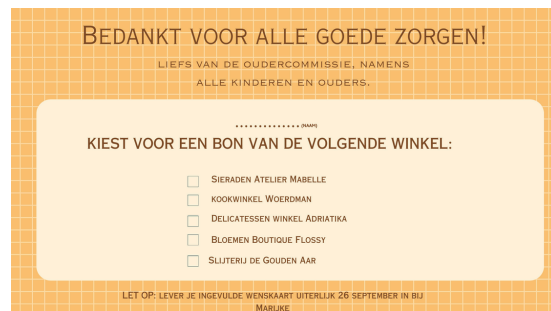 BEDANKT VOOR ALLE GOEDE ZORGEN!
LIEFS VAN DE OUDERCOMMISSIE, NAMENS
ALLE KINDEREN EN OUDERS.
.............. (NAAM)
KIEST VOOR EEN BON VAN DE VOLGENDE WINKEL:
SIERADEN ATELIER MABELLE
KOOKWINKEL WOERDMAN
DELICATESSEN WINKEL ADRIATIKA
BLOEMEN BOUTIQUE FLOSSY
SLIJTERIJ DE GOUDEN AAR
LET OP: LEVER JE INGEVULDE WENSKAART UITERLIJK 26 SEPTEMBER IN BIJ
MARIJKE